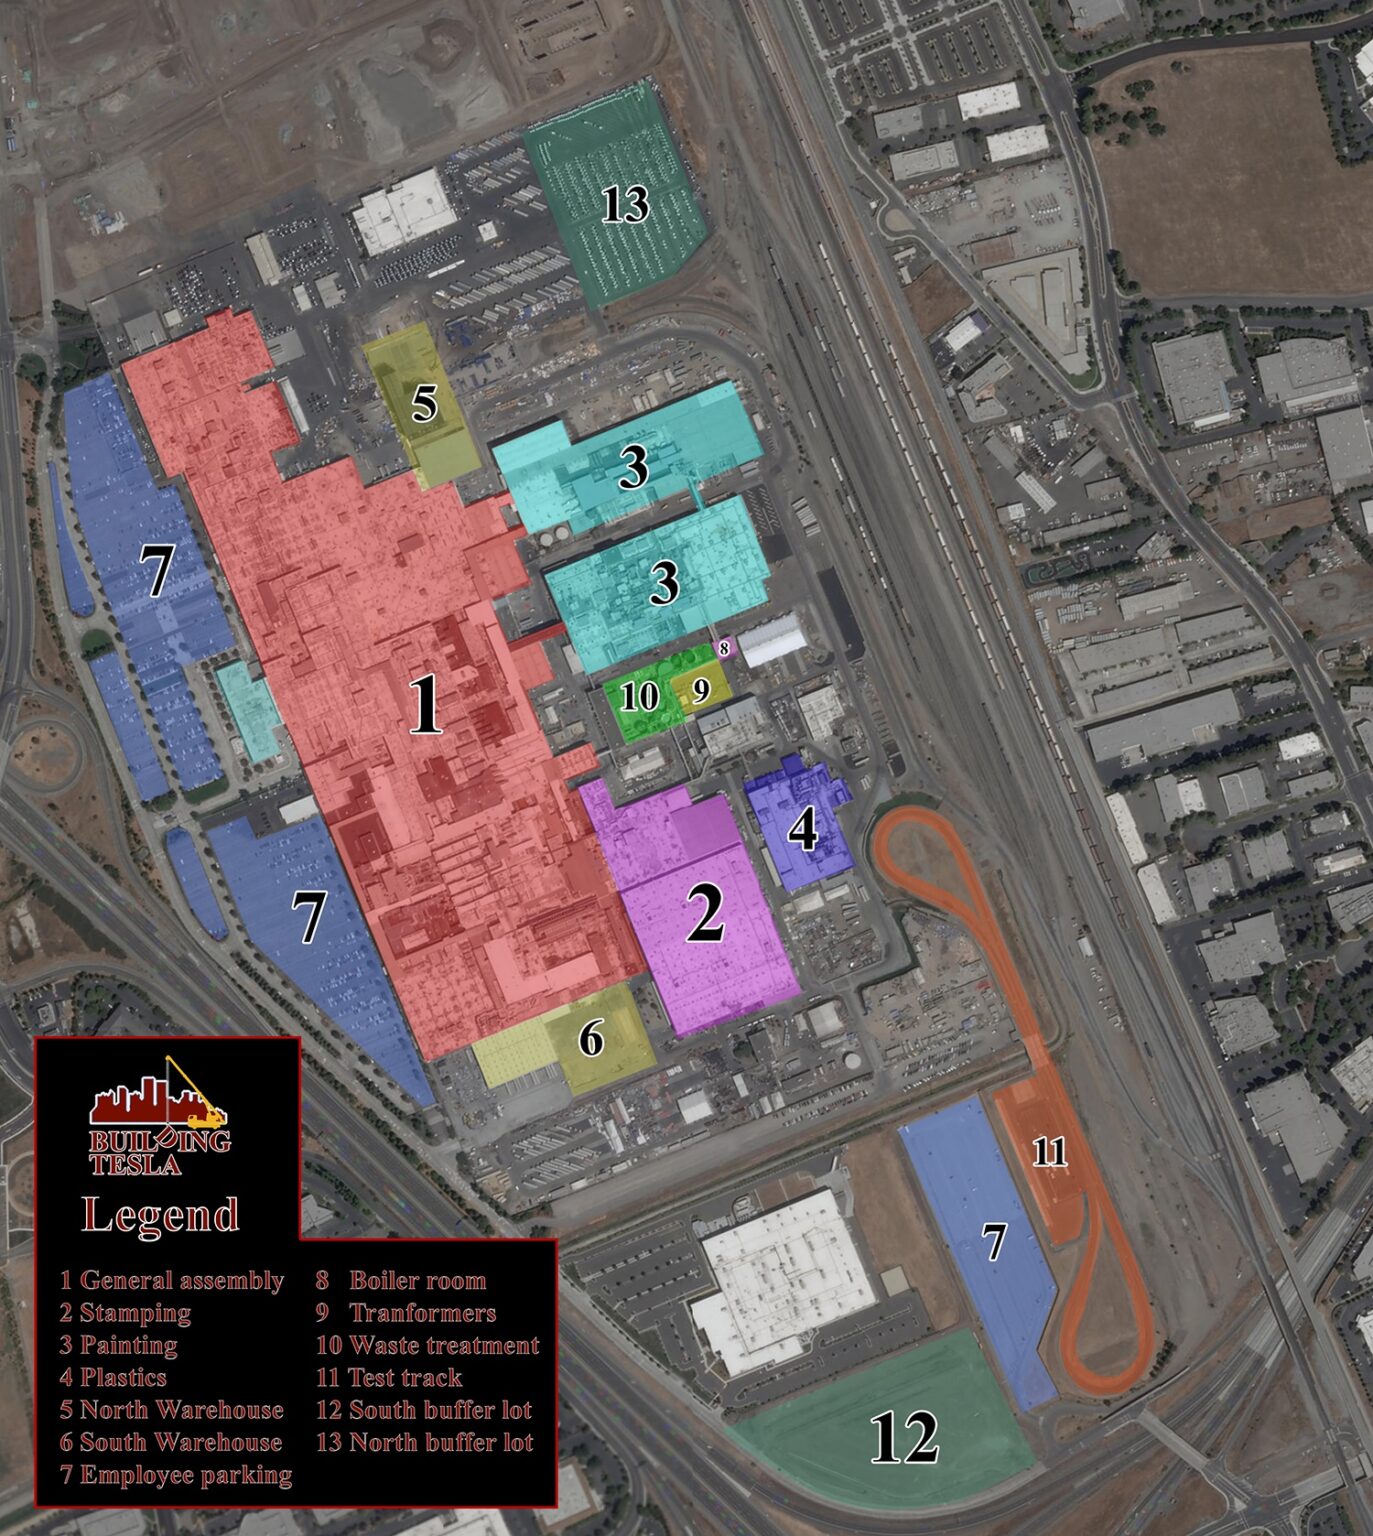 13
5
3
7
3
8
10
9
1
4
7
2
6
11
7
12
BUILDING
TESLA
Legend
1 General assembly
2 Stamping
3 Painting
4 Plastics
5 North Warehouse
6 South Warehouse
7 Employee parking
8 Boiler room
9 Tranformers
10 Waste treatment
11 Test track
12 South buffer lot
13 North buffer lot